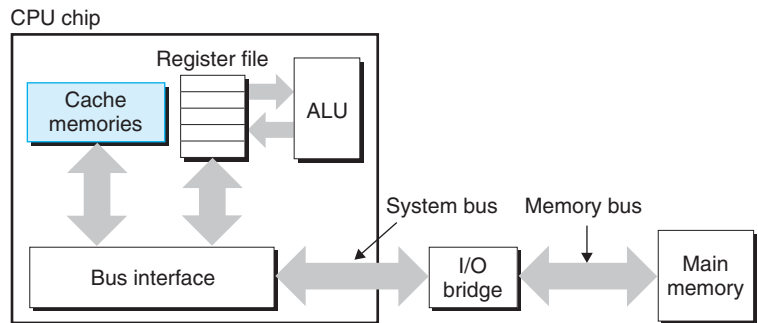 CPU chip
Register file
Cache
memories
ALU
System bus
Memory bus
Bus interface
I/O
bridge
Main
memory